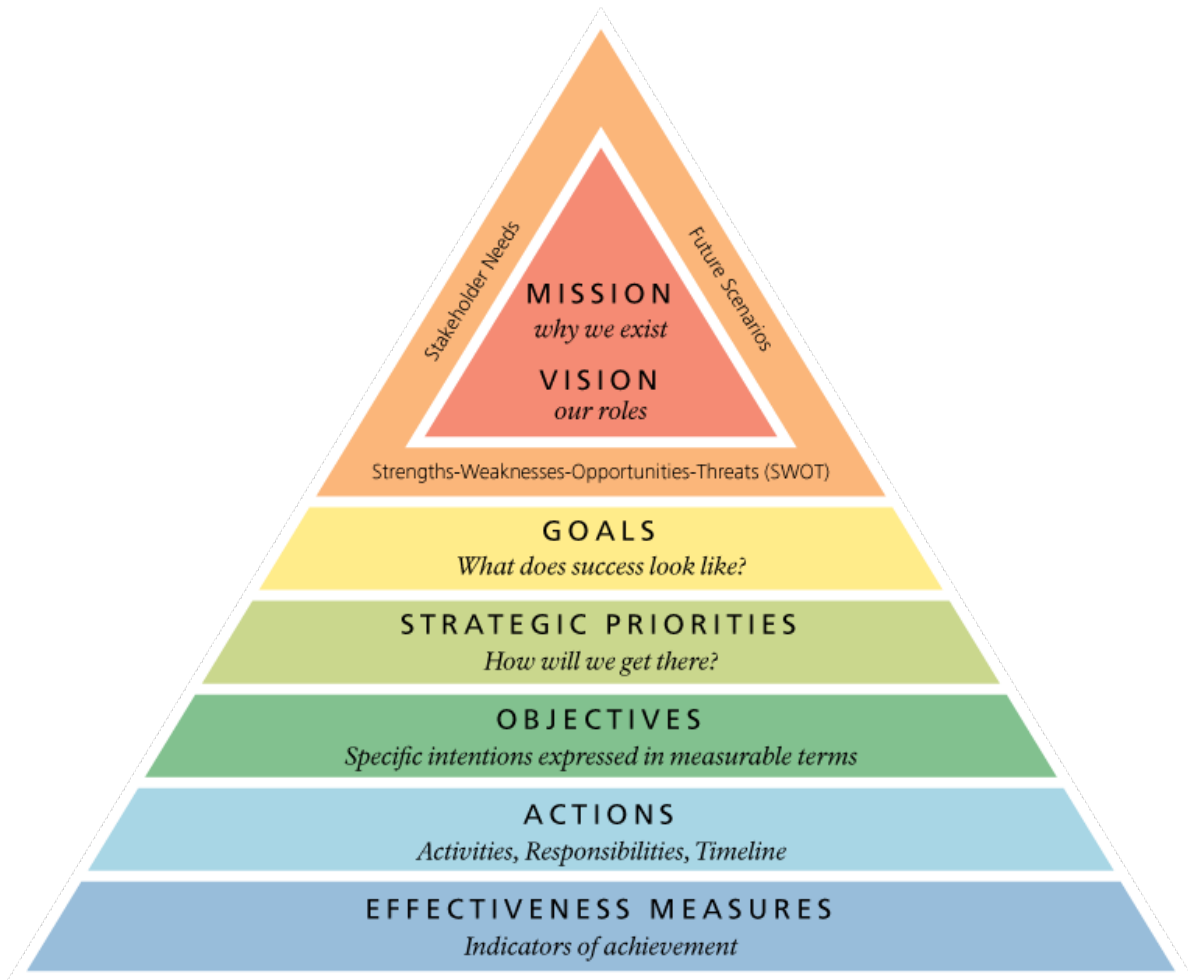 Stakeholder Needs
Future Scenarios
MISSION
why we exist
VISION
our roles
Strengths-Weaknesses-Opportunities-Threats (SWOT)
GOALS
What does success look like?
STRATEGIC PRIORITIES
How will we get there?
OBJECTIVES
Specific intentions expressed in measurable terms
ACTIONS
Activities, Responsibilities, Timeline
EFFECTIVENESS MEASURES
Indicators of achievement